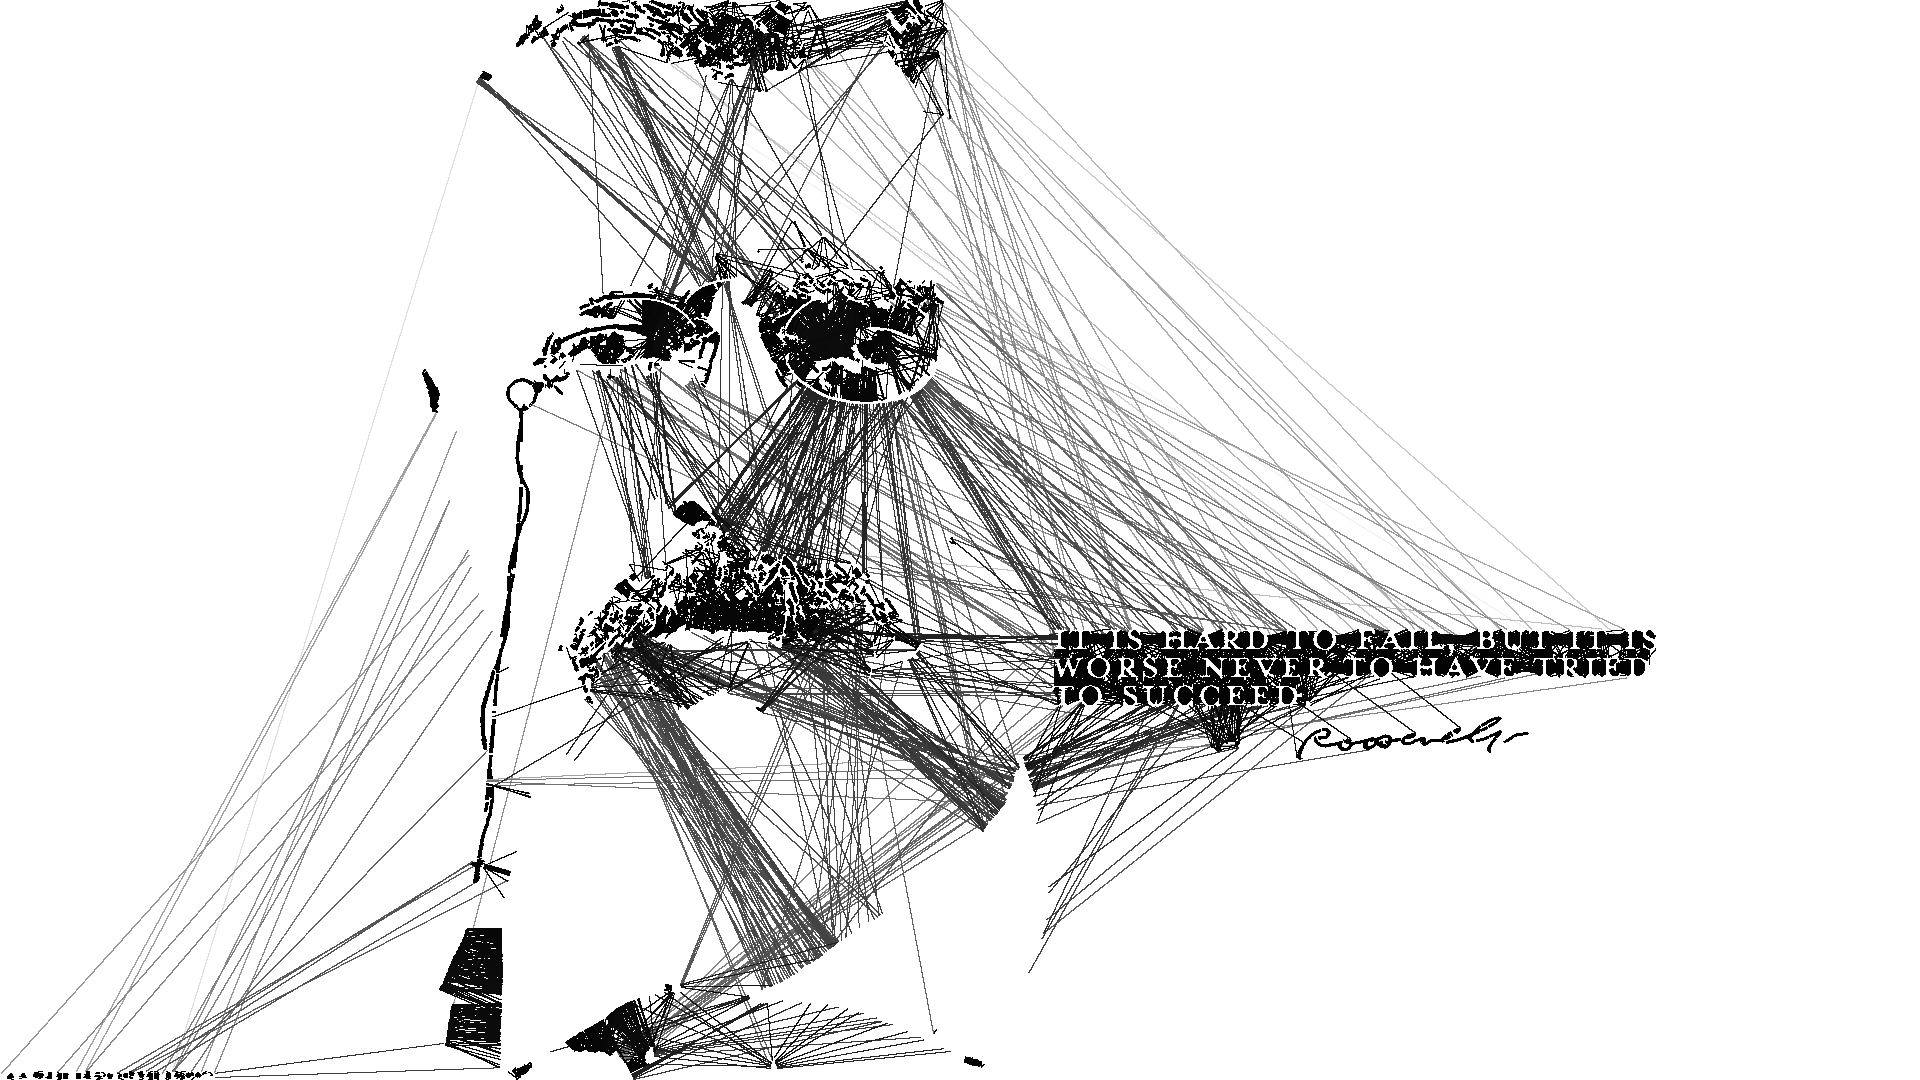 IT IS HARD TO FAIL, BUT IT IS
WORSE NEVER TO HAVE TRIED
TO SUCCEED.
Roosevelt